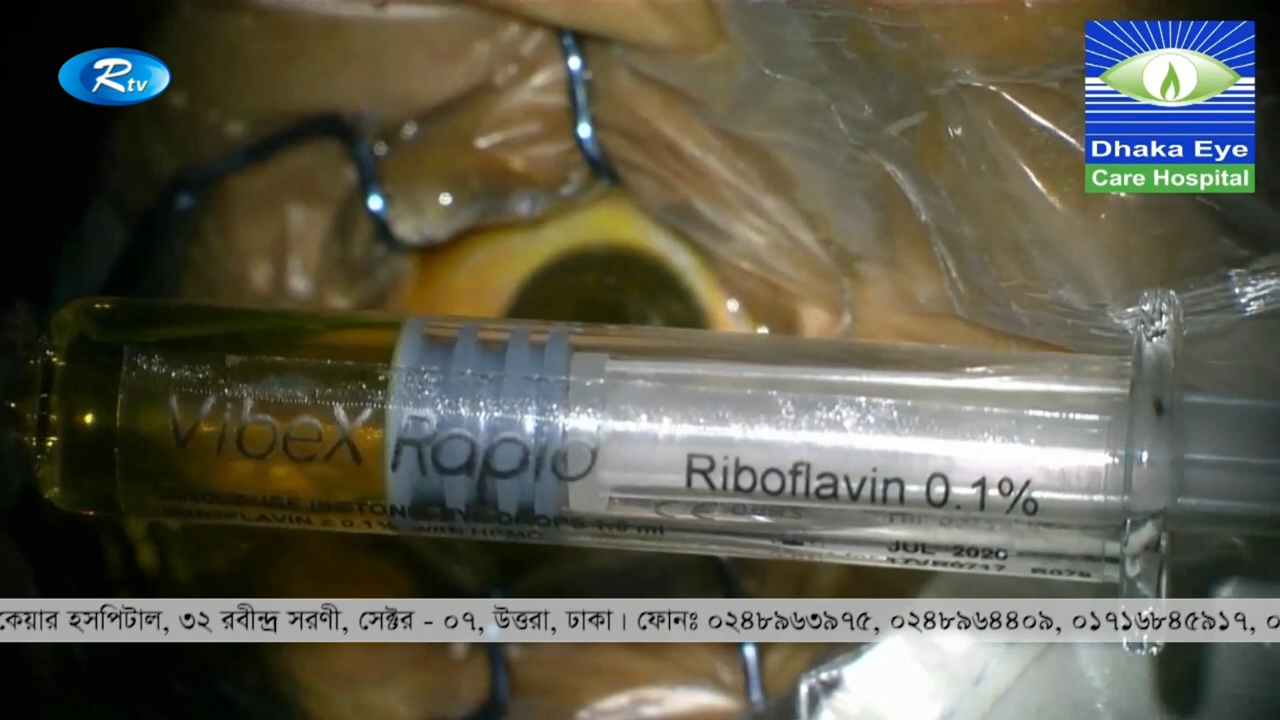 Rtv
Dhaka Eye
Care Hospital
VibeX Rapid
Riboflavin 0.1%
JUL 2020
কেয়ার হসপিটাল, ৩২ রবীন্দ্র সরণী, সেক্টর - ০৭, উত্তরা, ঢাকা। ফোনঃ ০২৪৮৯৬৩৯৭৫, ০২৪৮৯৬৪৪০৯, ০১৭১৬৮৪৫৯১৭, ০